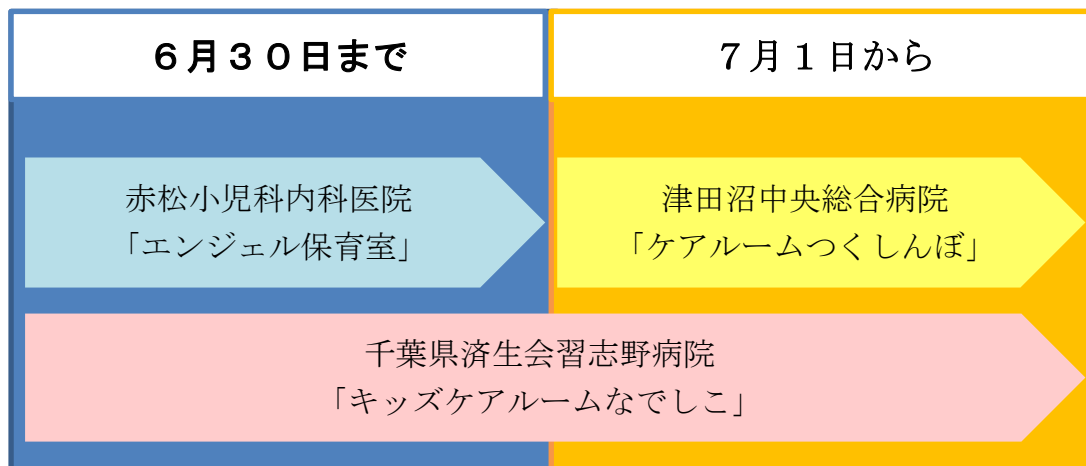 ６月３０日まで
７月１日から
赤松小児科内科医院
「エンジェル保育室」
津田沼中央総合病院
「ケアルームつくしんぼ」
千葉県済生会習志野病院
「キッズケアルームなでしこ」